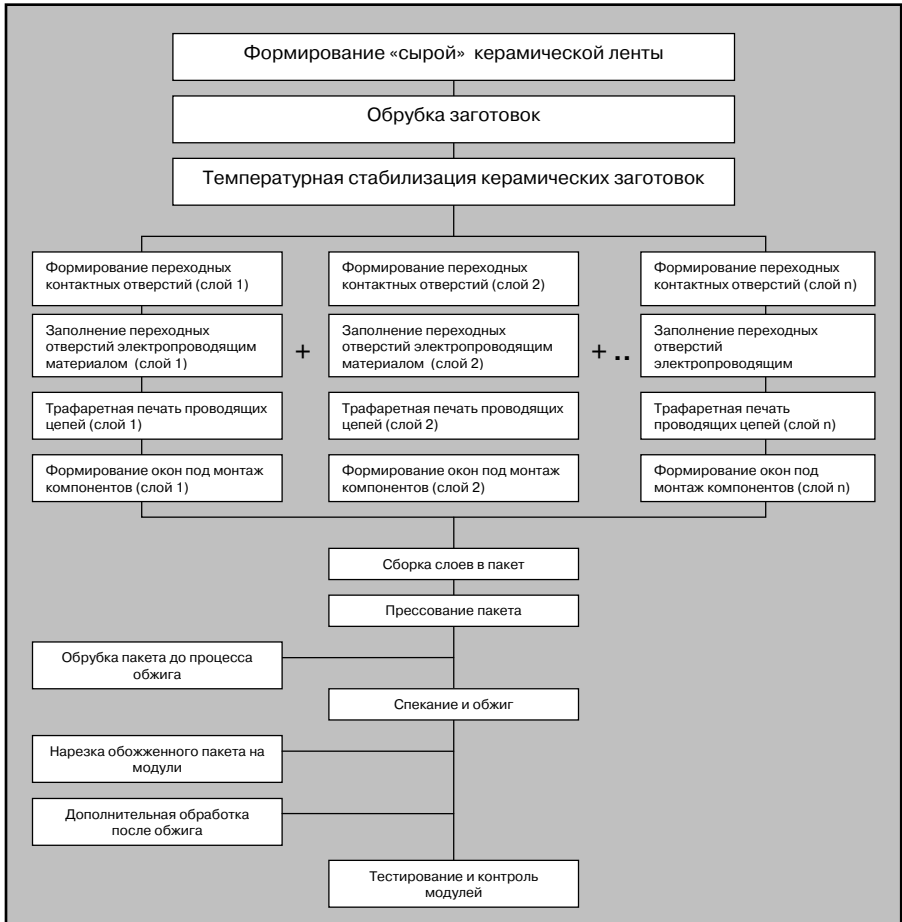 Формирование «сырой» керамической ленты
Обрубка заготовок
Температурная стабилизация керамических заготовок
Формирование переходных
контактных отверстий (слой 1)
Формирование переходных
контактных отверстий (слой 2)
Формирование переходных
контактных отверстий (слой n)
Заполнение переходных
отверстий электропроводящим
материалом (слой 1)
+
Заполнение переходных
отверстий электропроводящим
материалом (слой 2)
+ ..
Заполнение переходных
отверстий
электропроводящим
Трафаретная печать проводящих
цепей (слой 1)
Трафаретная печать проводящих
цепей (слой 2)
Трафаретная печать
проводящих цепей (слой n)
Формирование окон под монтаж
компонентов (слой 1)
Формирование окон под монтаж
компонентов (слой 2)
Формирование окон под
монтаж компонентов (слой n)
Сборка слоев в пакет
Прессование пакета
Обрубка пакета до процесса
обжига
Спекание и обжиг
Нарезка обожженного пакета на
модули
Дополнительная обработка
после обжига
Тестирование и контроль
модулей